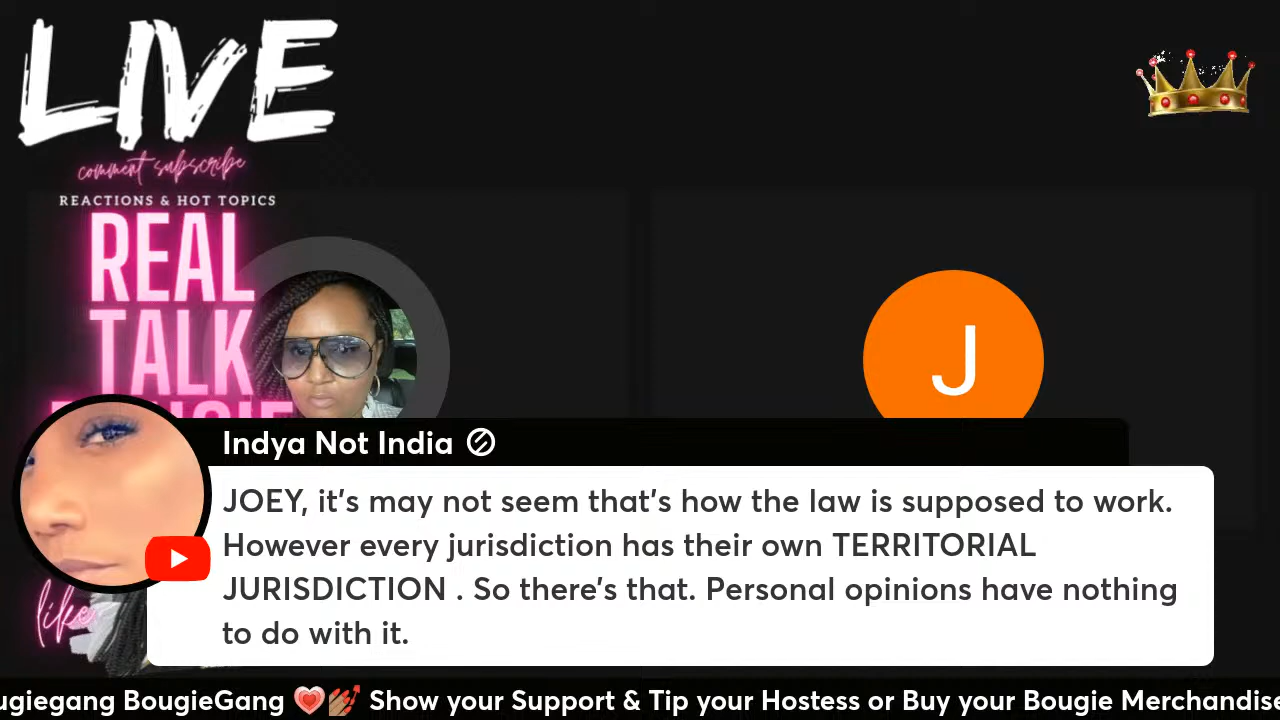 LIVE
comment subscribe
REACTIONS & HOT TOPICS
REAL
TALK
J
Indya Not India
JOEY, it's may not seem that's how the law is supposed to work.
However every jurisdiction has their own TERRITORIAL
JURISDICTION . So there's that. Personal opinions have nothing
to do with it.
like
ugiegang BougieGang 💗💅🏾 Show your Support & Tip your Hostess or Buy your Bougie Merchandise